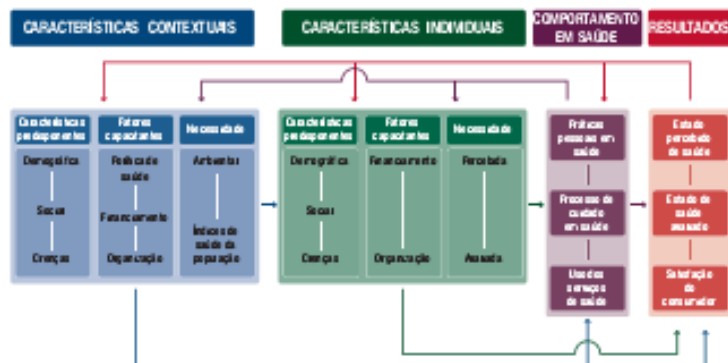 CARACTERÍSTICAS CONTEXTUAIS
CARACTERÍSTICAS INDIVIDUAIS
COMPORTAMENTO
EM SAÚDE
RESULTADOS
Características
predisponentes
Fatores
capacitantes
Necessidade
Demográfica
Social
Crenças
Política de
saúde
Financiamento
Organização
Ambiental
Índices de
saúde da
população
Características
predisponentes
Fatores
capacitantes
Necessidade
Demográfica
Social
Crenças
Financiamento
Organização
Percebida
Avaliada
Práticas
pessoais em
saúde
Processo de
cuidado
em saúde
Uso dos
serviços
de saúde
Estado
percebido
de saúde
Estado de
saúde
avaliado
Satisfação
do
consumidor